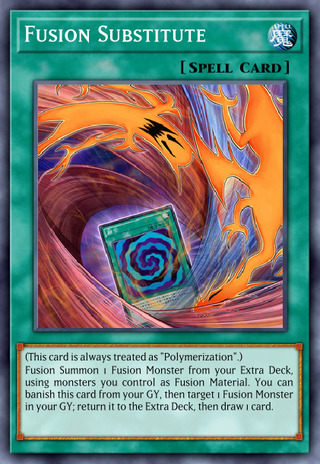 Fusion Substitute
魔
[ Spell Card ]
(This card is always treated as "Polymerization".)
Fusion Summon 1 Fusion Monster from your Extra Deck,
using monsters you control as Fusion Material. You can
banish this card from your GY, then target 1 Fusion Monster
in your GY; return it to the Extra Deck, then draw 1 card.